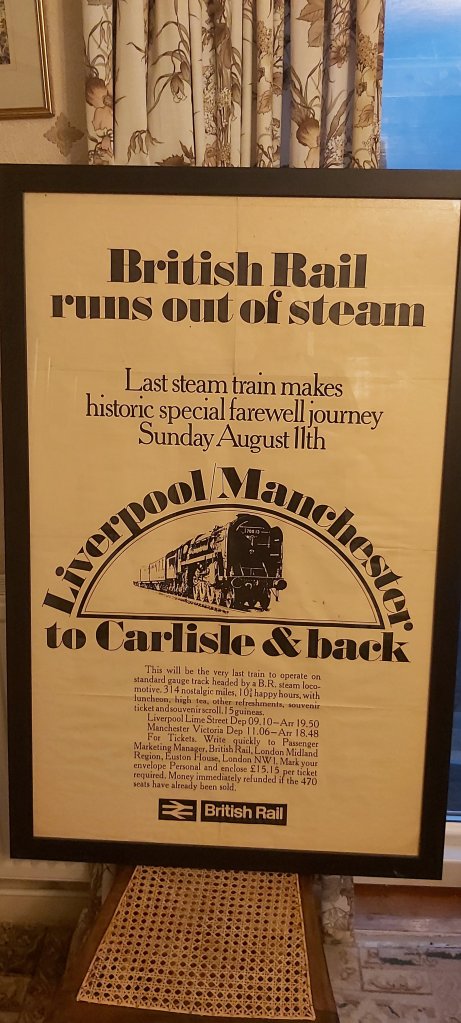 British Rail
runs out of steam
Last steam train makes
historic special farewell journey
Sunday August 11th
Liverpool/Manchester
70013
to Carlisle & back
This will be the very last train to operate on
standard gauge track headed by a B.R. steam loco-
motive. 314 nostalgic miles, 10¾ happy hours, with
luncheon, high tea, other refreshments, souvenir
ticket and souvenir scroll. 15 guineas.
Liverpool Lime Street Dep 09.10 – Arr 19.50
Manchester Victoria Dep 11.06 – Arr 18.48
For Tickets. Write quickly to Passenger
Marketing Manager, British Rail, London Midland
Region, Euston House, London NW1. Mark your
envelope Personal and enclose £15.15 per ticket
required. Money immediately refunded if the 470
seats have already been sold.
British Rail